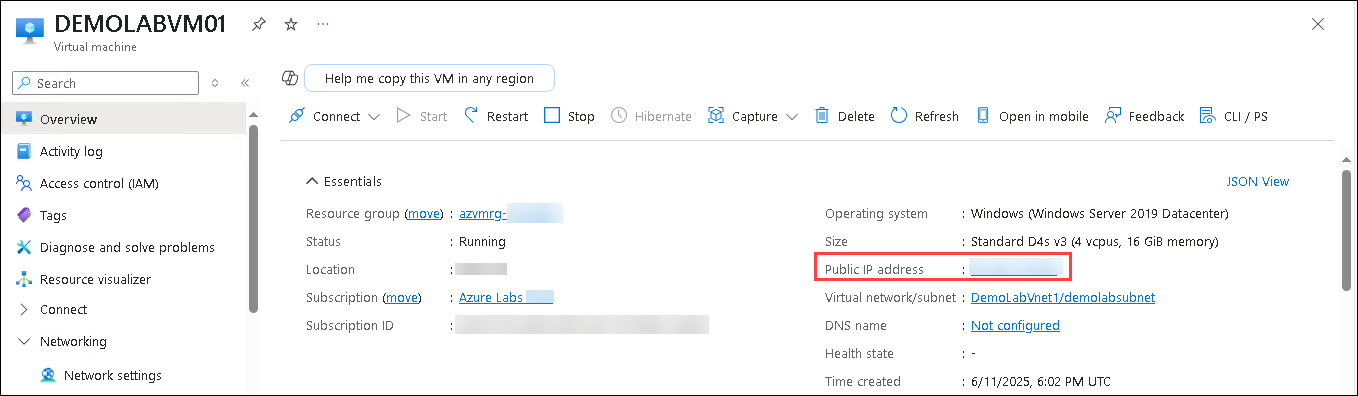 DEMOLABVM01
Virtual machine
Search
Help me copy this VM in any region
Connect Start Restart Stop Hibernate Capture Delete Refresh Open in mobile Feedback CLI / PS
Overview
Activity log
Access control (IAM)
Tags
Diagnose and solve problems
Resource visualizer
Connect
Networking
Network settings
Essentials
JSON View
Resource group (move) : azvmrg-
Status : Running
Location :
Subscription (move) : Azure Labs
Subscription ID :
Operating system : Windows (Windows Server 2019 Datacenter)
Size : Standard D4s v3 (4 vcpus, 16 GiB memory)
Public IP address :
Virtual network/subnet : DemoLabVnet1/demolabsubnet
DNS name : Not configured
Health state : -
Time created : 6/11/2025, 6:02 PM UTC